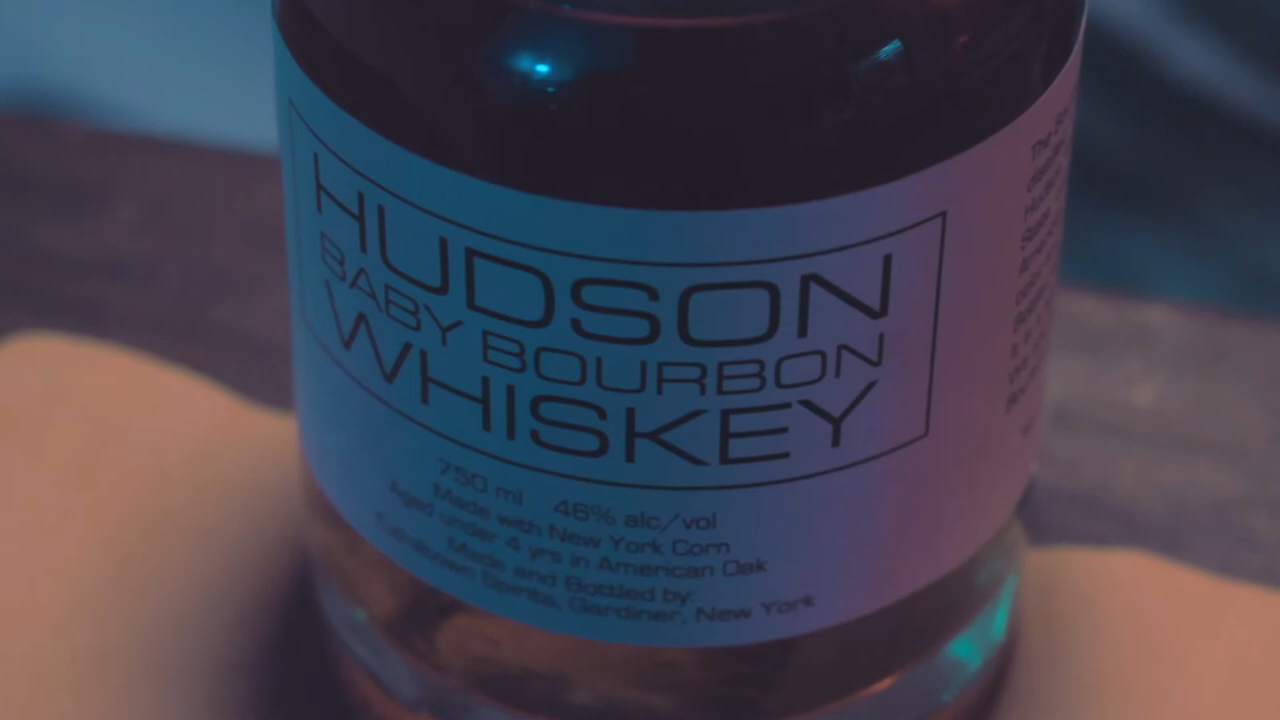 HUDSON
BABY BOURBON
WHISKEY
750 ml 46% alc/vol
Made with New York Corn
Aged under 4 yrs in American Oak
Made and Bottled by:
Spirits, Gardiner, New York
The